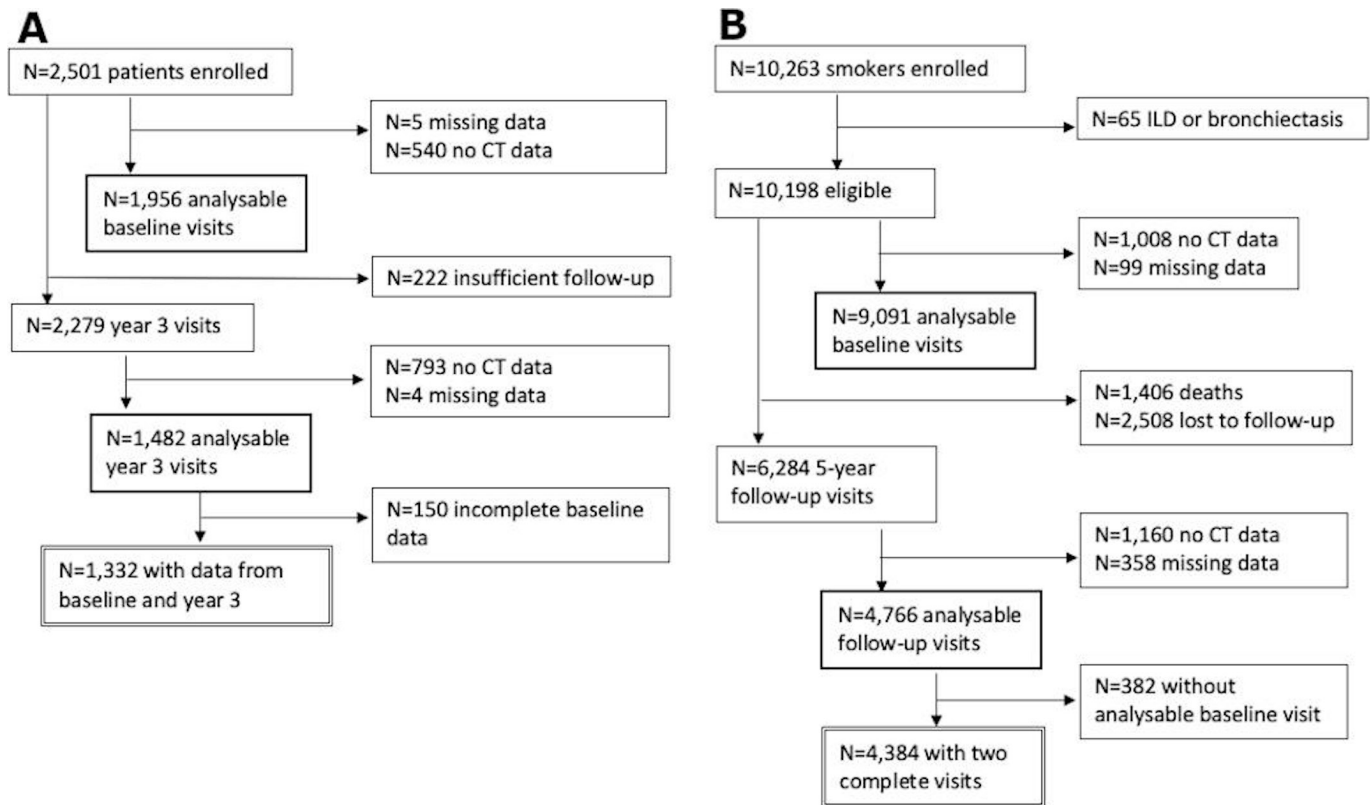 A
N=2,501 patients enrolled
N=5 missing data
N=540 no CT data
N=1,956 analysable
baseline visits
N=222 insufficient follow-up
N=2,279 year 3 visits
N=793 no CT data
N=4 missing data
N=1,482 analysable
year 3 visits
N=150 incomplete baseline
data
N=1,332 with data from
baseline and year 3
B
N=10,263 smokers enrolled
N=65 ILD or bronchiectasis
N=10,198 eligible
N=1,008 no CT data
N=99 missing data
N=9,091 analysable
baseline visits
N=1,406 deaths
N=2,508 lost to follow-up
N=6,284 5-year
follow-up visits
N=1,160 no CT data
N=358 missing data
N=4,766 analysable
follow-up visits
N=382 without
analysable baseline visit
N=4,384 with two
complete visits